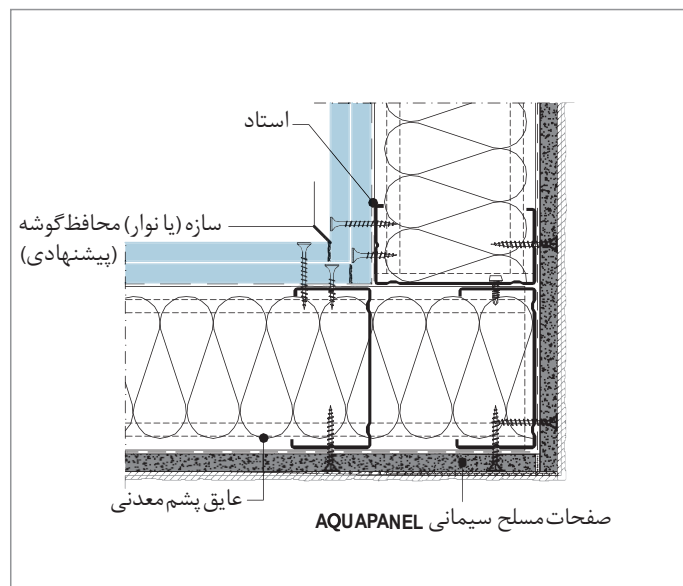 استاد
سازه (یا نوار) محافظ گوشه
(پیشنهادی)
عایق پشم معدنی
صفحات مسلح سیمانی AQUAPANEL